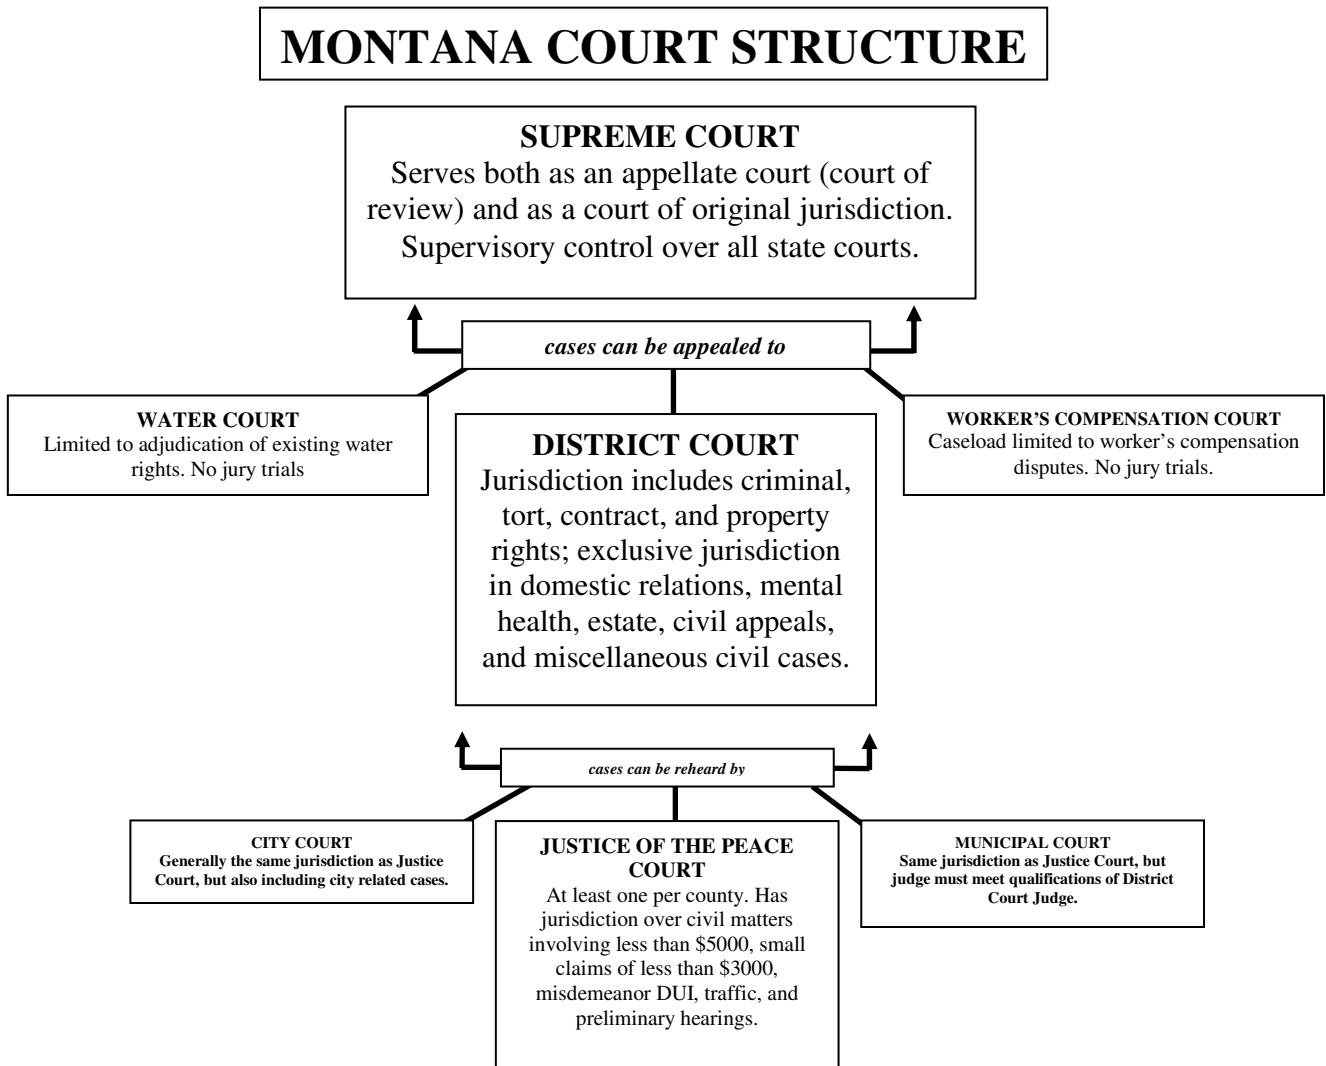 MONTANA COURT STRUCTURE
SUPREME COURT
Serves both as an appellate court (court of
review) and as a court of original jurisdiction.
Supervisory control over all state courts.
cases can be appealed to
WATER COURT
Limited to adjudication of existing water
rights. No jury trials
DISTRICT COURT
Jurisdiction includes criminal,
tort, contract, and property
rights; exclusive jurisdiction
in domestic relations, mental
health, estate, civil appeals,
and miscellaneous civil cases.
WORKER’S COMPENSATION COURT
Caseload limited to worker’s compensation
disputes. No jury trials.
cases can be reheard by
CITY COURT
Generally the same jurisdiction as Justice
Court, but also including city related cases.
JUSTICE OF THE PEACE
COURT
At least one per county. Has
jurisdiction over civil matters
involving less than $5000, small
claims of less than $3000,
misdemeanor DUI, traffic, and
preliminary hearings.
MUNICIPAL COURT
Same jurisdiction as Justice Court, but
judge must meet qualifications of District
Court Judge.